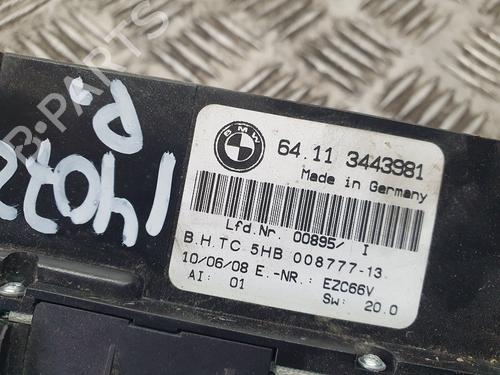 BMW
64.11 3443981
Made in Germany
Lfd.Nr. 00895/ I
B.H.TC 5HB 008777-13.
10/06/08 E.-NR.: EZC66V
AI: 01 Sw: 20.0
B-PARTS